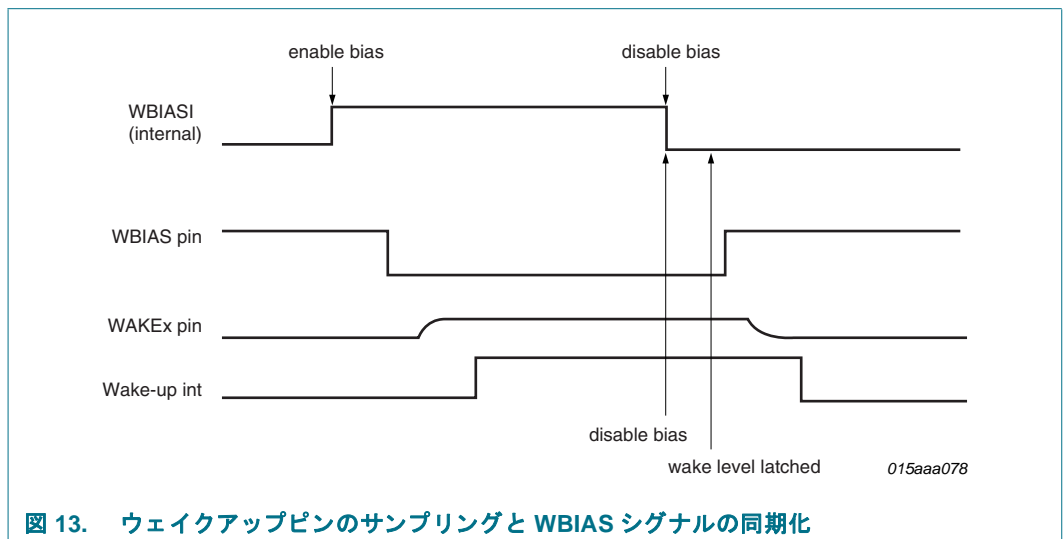 enable bias
disable bias
WBIASI
(internal)
WBIAS pin
WAKEx pin
Wake-up int
disable bias
wake level latched
015aaa078
図 13. ウェイクアップピンのサンプリングと WBIAS シグナルの同期化